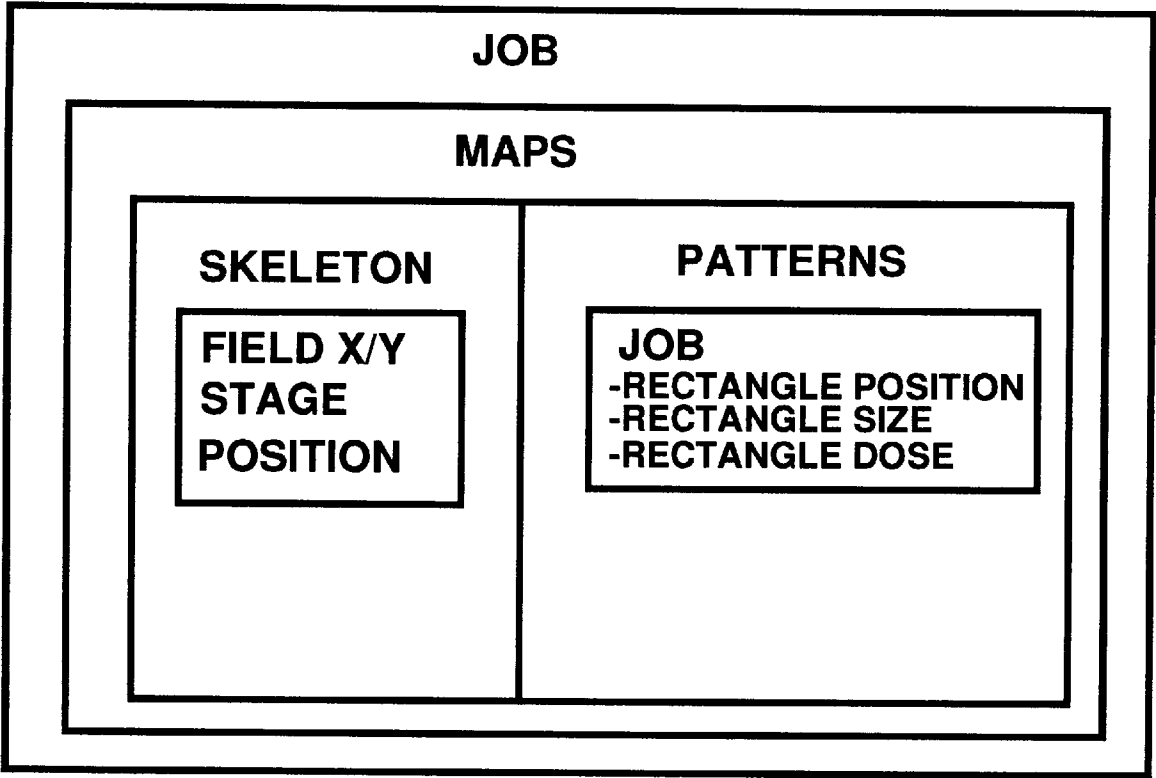 JOB
MAPS
SKELETON
FIELD X/Y
STAGE
POSITION
PATTERNS
JOB
-RECTANGLE POSITION
-RECTANGLE SIZE
-RECTANGLE DOSE